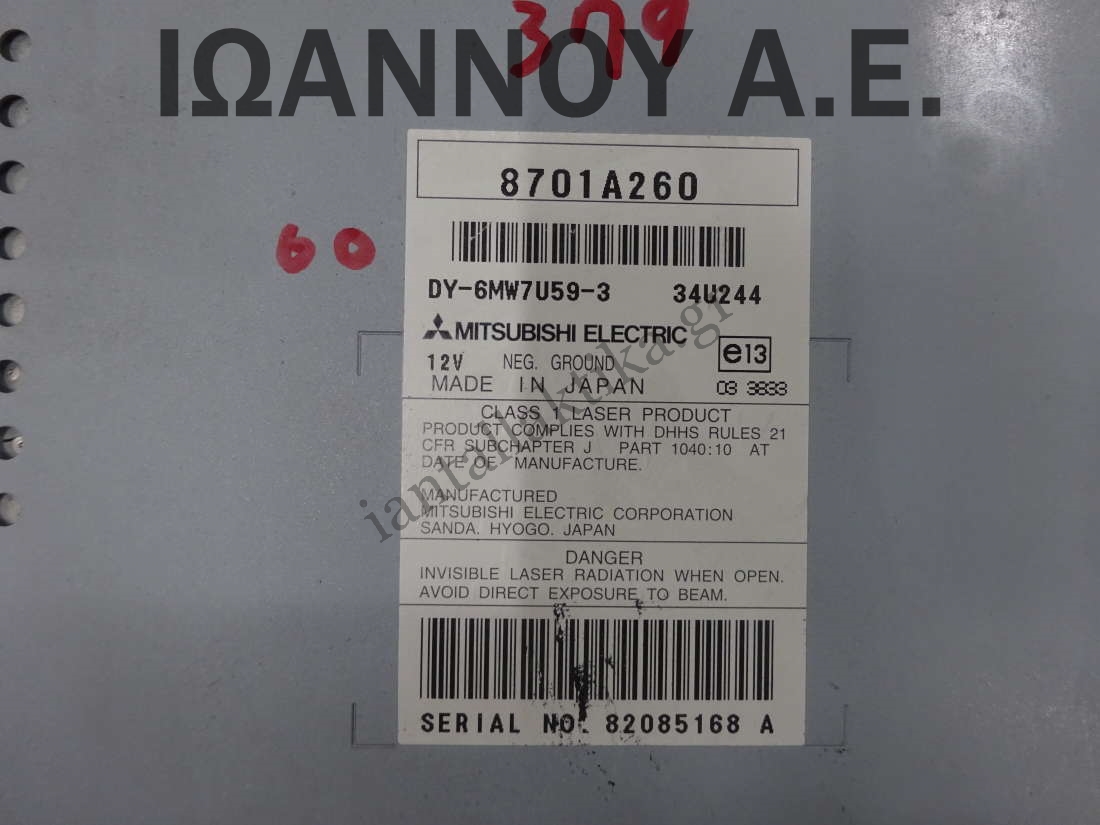 379
ΙΩΑΝΝΟΥ Α.Ε.
8701A260
60
DY-6MW7U59-3 34U244
MITSUBISHI ELECTRIC
e13
12V NEG. GROUND
MADE IN JAPAN 03 3833
CLASS 1 LASER PRODUCT
PRODUCT COMPLIES WITH DHHS RULES 21
CFR SUBCHAPTER J PART 1040:10 AT
DATE OF MANUFACTURE.
MANUFACTURED
MITSUBISHI ELECTRIC CORPORATION
SANDA. HYOGO. JAPAN
DANGER
INVISIBLE LASER RADIATION WHEN OPEN.
AVOID DIRECT EXPOSURE TO BEAM.
SERIAL NO. 82085168 A
iantallaktika.gr